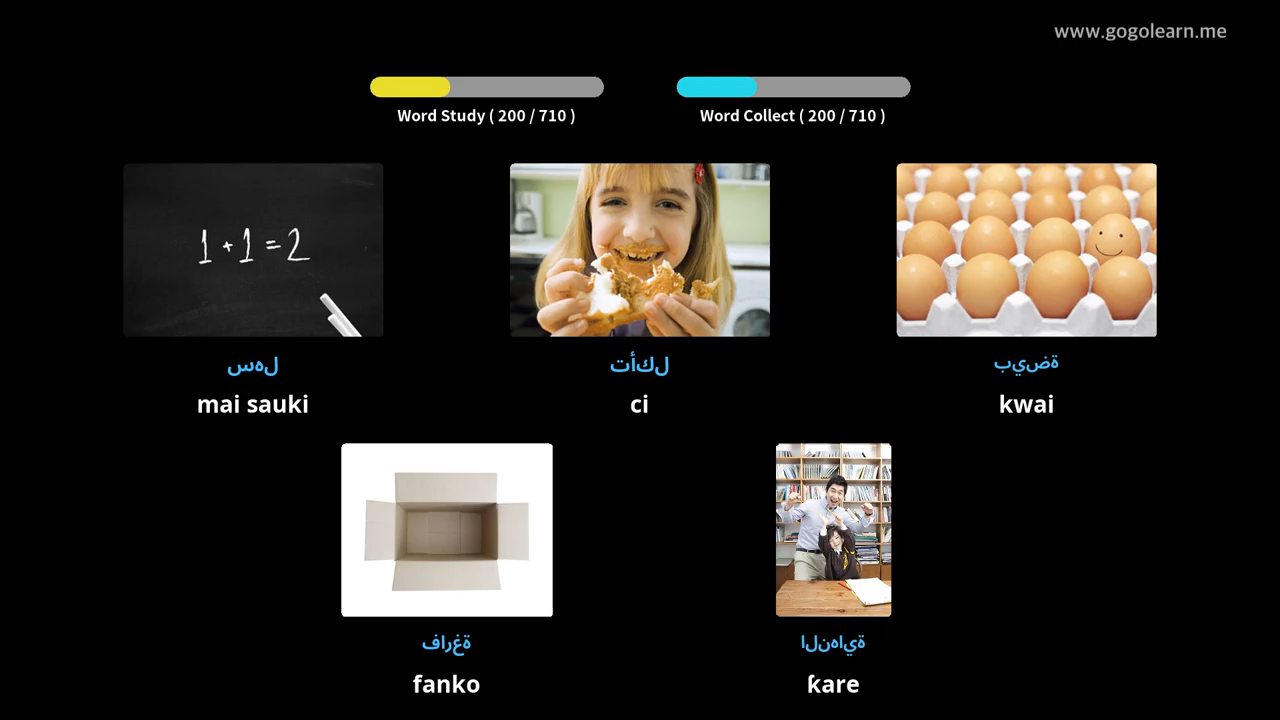 www.gogolearn.me
Word Study ( 200 / 710 )
Word Collect ( 200 / 710 )
سهل
mai sauki
تأكل
ci
بيضة
kwai
1 + 1 = 2
فارغة
fanko
النهاية
ƙare